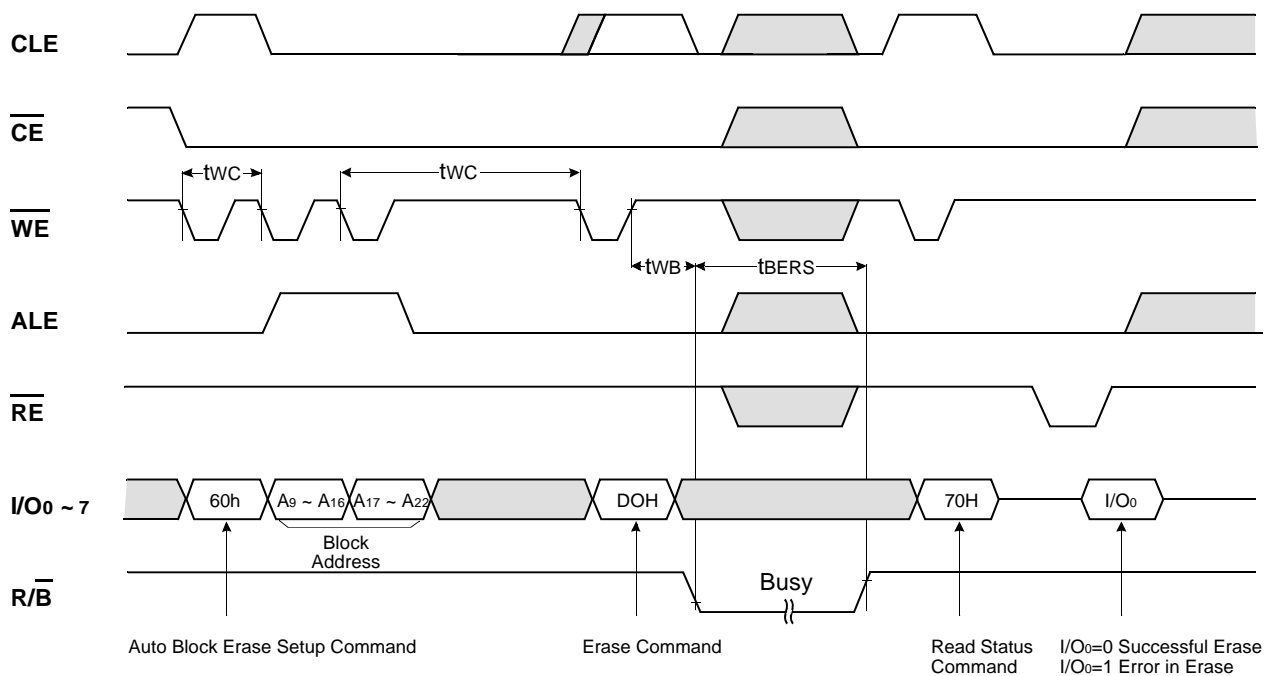 CLE
CE
tWC
tWC
WE
tWB
tBERS
ALE
RE
I/O0 ~ 7
60h
A9 ~ A16
A17 ~ A22
DOH
70H
I/O0
Block
Address
R/B
Busy
Auto Block Erase Setup Command
Erase Command
Read Status
Command
I/O0=0 Successful Erase
I/O0=1 Error in Erase